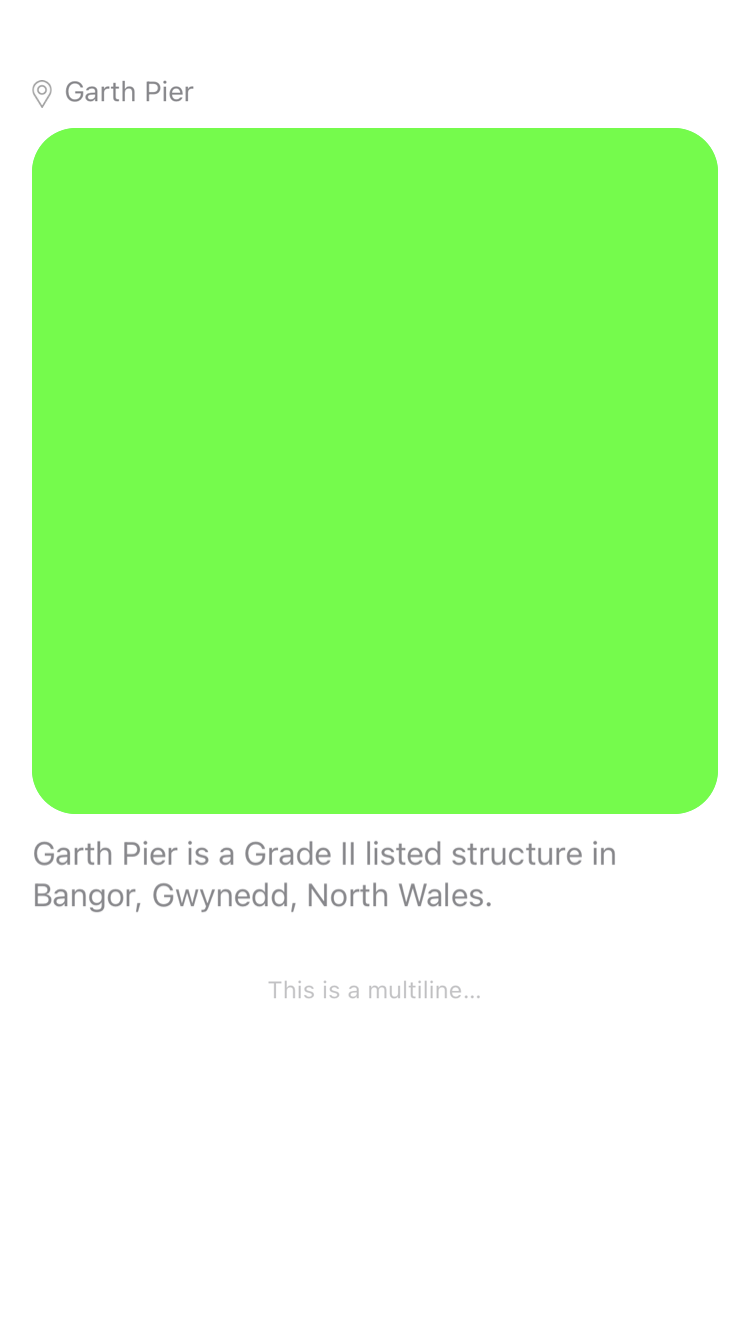 Garth Pier
Garth Pier is a Grade II listed structure in
Bangor, Gwynedd, North Wales.
This is a multiline...